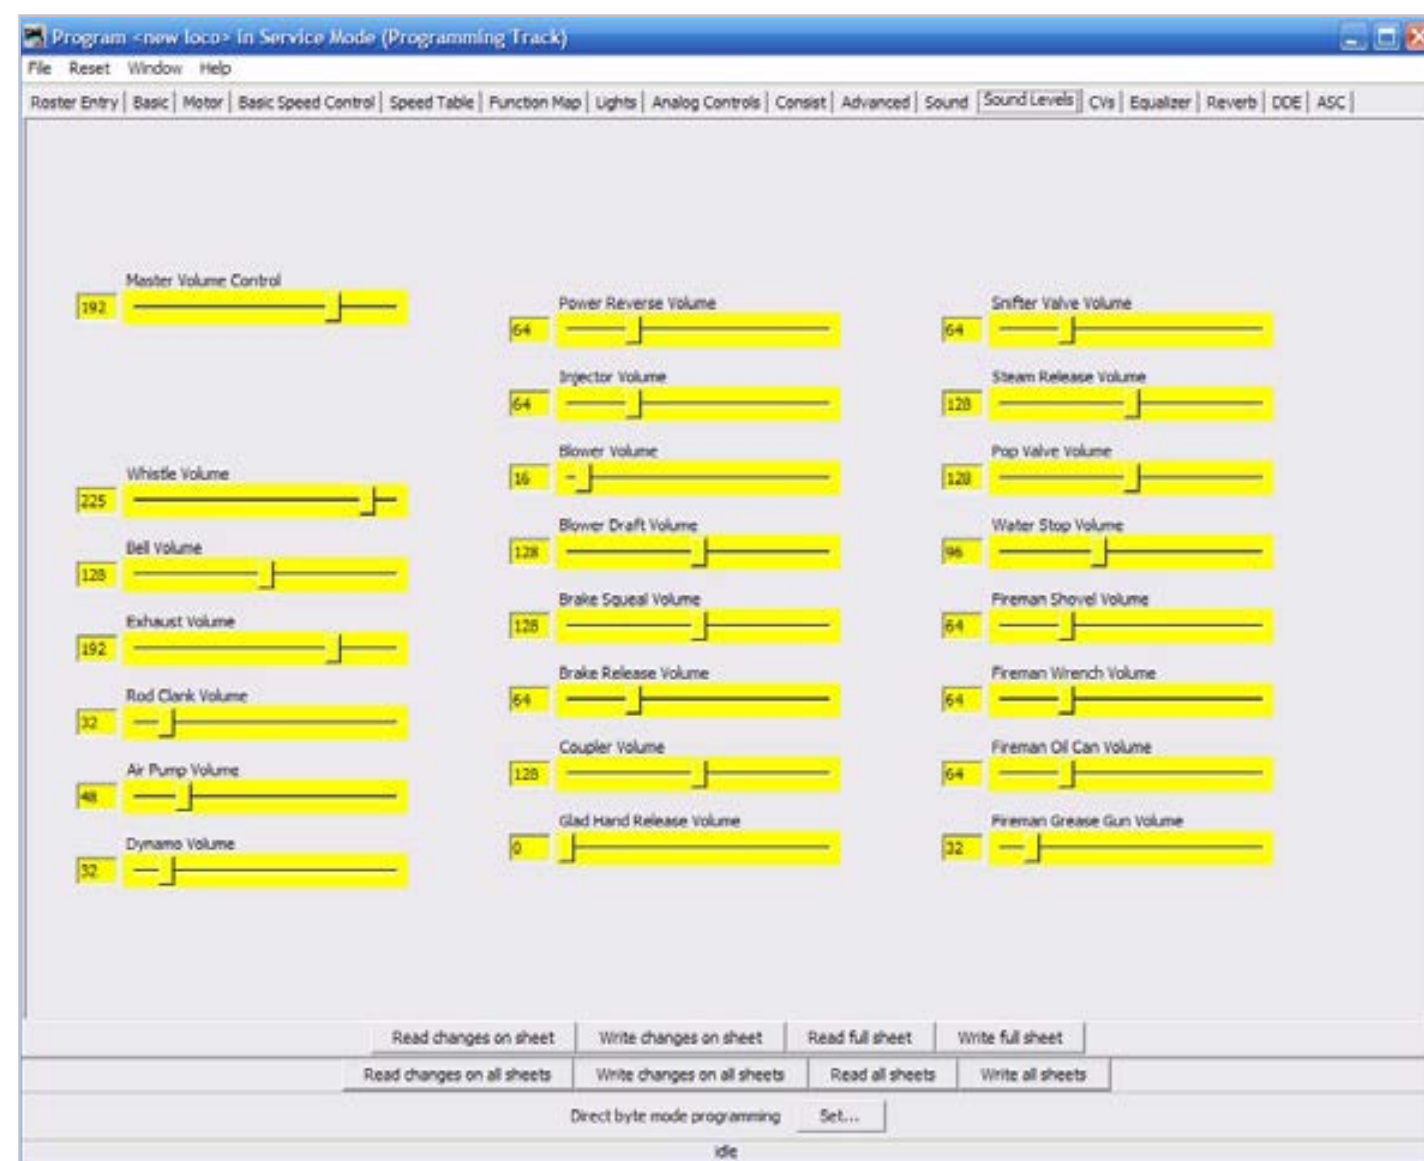 Program <new loco> in Service Mode (Programming Track)
File Reset Window Help
Roster Entry Basic Motor Basic Speed Control Speed Table Function Map Lights Analog Controls Consist Advanced Sound Sound Levels CVs Equalizer Reverb DDE ASC
Master Volume Control
192
Whistle Volume
225
Bell Volume
128
Exhaust Volume
192
Rod Clank Volume
32
Air Pump Volume
48
Dynamo Volume
32
Power Reverse Volume
64
Injector Volume
64
Blower Volume
16
Blower Draft Volume
128
Brake Squeal Volume
128
Brake Release Volume
64
Coupler Volume
128
Glad Hand Release Volume
0
Snifter Valve Volume
64
Steam Release Volume
128
Pop Valve Volume
128
Water Stop Volume
96
Fireman Shovel Volume
64
Fireman Wrench Volume
64
Fireman Oil Can Volume
64
Fireman Grease Gun Volume
32
Read changes on sheet Write changes on sheet Read full sheet Write full sheet
Read changes on all sheets Write changes on all sheets Read all sheets Write all sheets
Direct byte mode programming Set...
idle